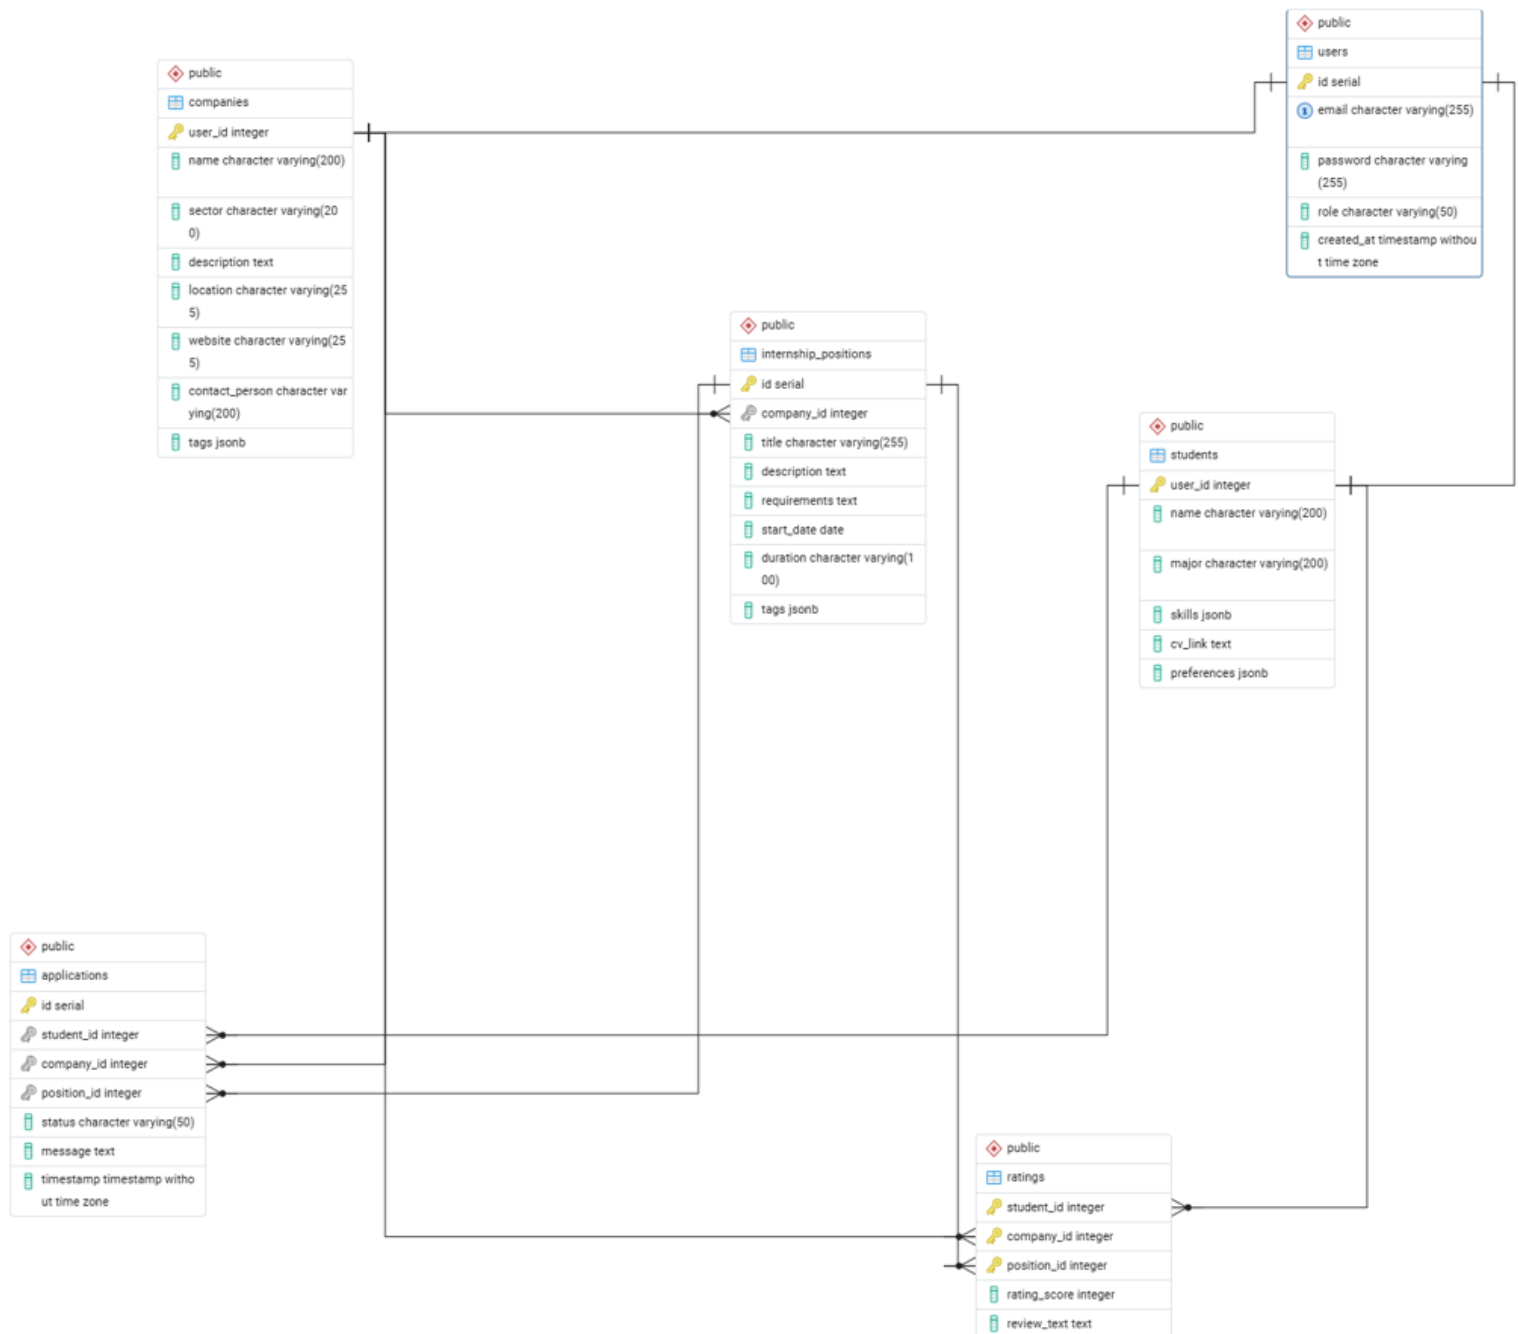 public
users
id serial
email character varying(255)
password character varying
(255)
role character varying(50)
created_at timestamp withou
t time zone
public
companies
user_id integer
name character varying(200)
sector character varying(20
0)
description text
location character varying(25
5)
website character varying(25
5)
contact_person character var
ying(200)
tags jsonb
public
internship_positions
id serial
company_id integer
title character varying(255)
description text
requirements text
start_date date
duration character varying(1
00)
tags jsonb
public
students
user_id integer
name character varying(200)
major character varying(200)
skills jsonb
cv_link text
preferences jsonb
public
applications
id serial
student_id integer
company_id integer
position_id integer
status character varying(50)
message text
timestamp timestamp witho
ut time zone
public
ratings
student_id integer
company_id integer
position_id integer
rating_score integer
review_text text